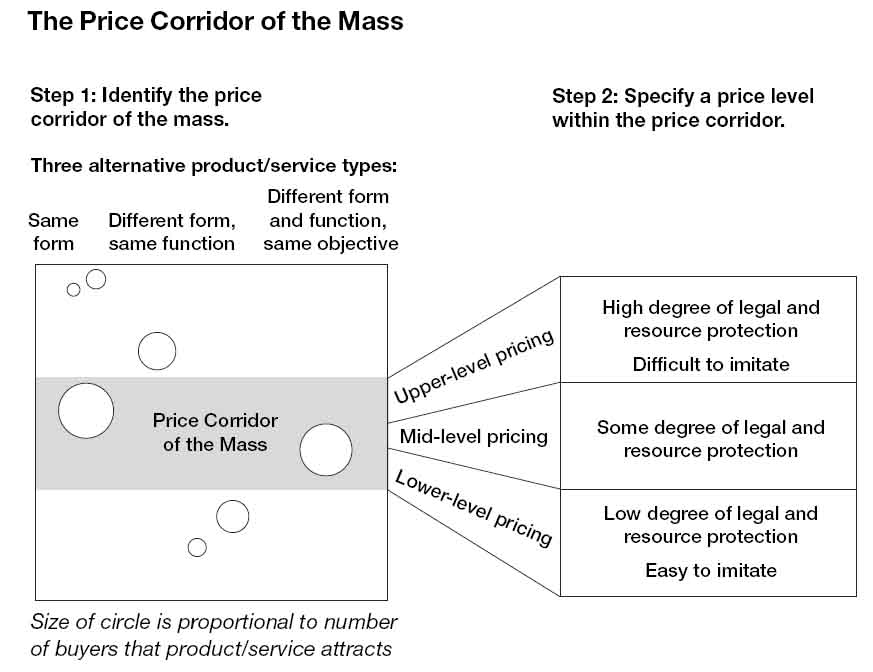 The Price Corridor of the Mass
Step 1: Identify the price
corridor of the mass.
Three alternative product/service types:
Same
form
Different form,
same function
Different form
and function,
same objective
Price Corridor
of the Mass
Size of circle is proportional to number
of buyers that product/service attracts
Step 2: Specify a price level
within the price corridor.
Upper-level pricing
Mid-level pricing
Lower-level pricing
High degree of legal and
resource protection
Difficult to imitate
Some degree of legal and
resource protection
Low degree of legal and
resource protection
Easy to imitate